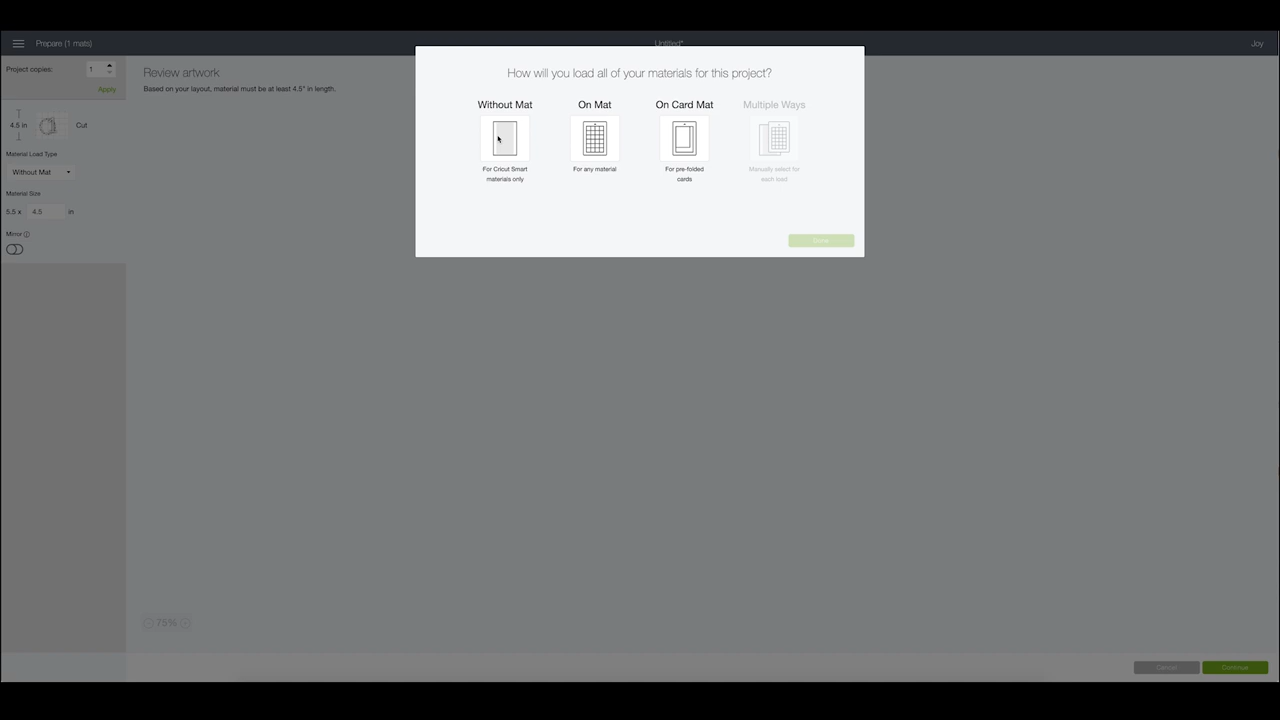 Prepare (1 mats)
Untitled*
Joy
Project copies:
1
Apply
4.5 in
Cut
Material Load Type
Without Mat
Material Size
5.5 x
4.5
in
Mirror
Review artwork
Based on your layout, material must be at least 4.5" in length.
How will you load all of your materials for this project?
Without Mat
For Cricut Smart
materials only
On Mat
For any material
On Card Mat
For pre-folded
cards
Multiple Ways
Manually select for
each load
Done
75%
Cancel
Continue